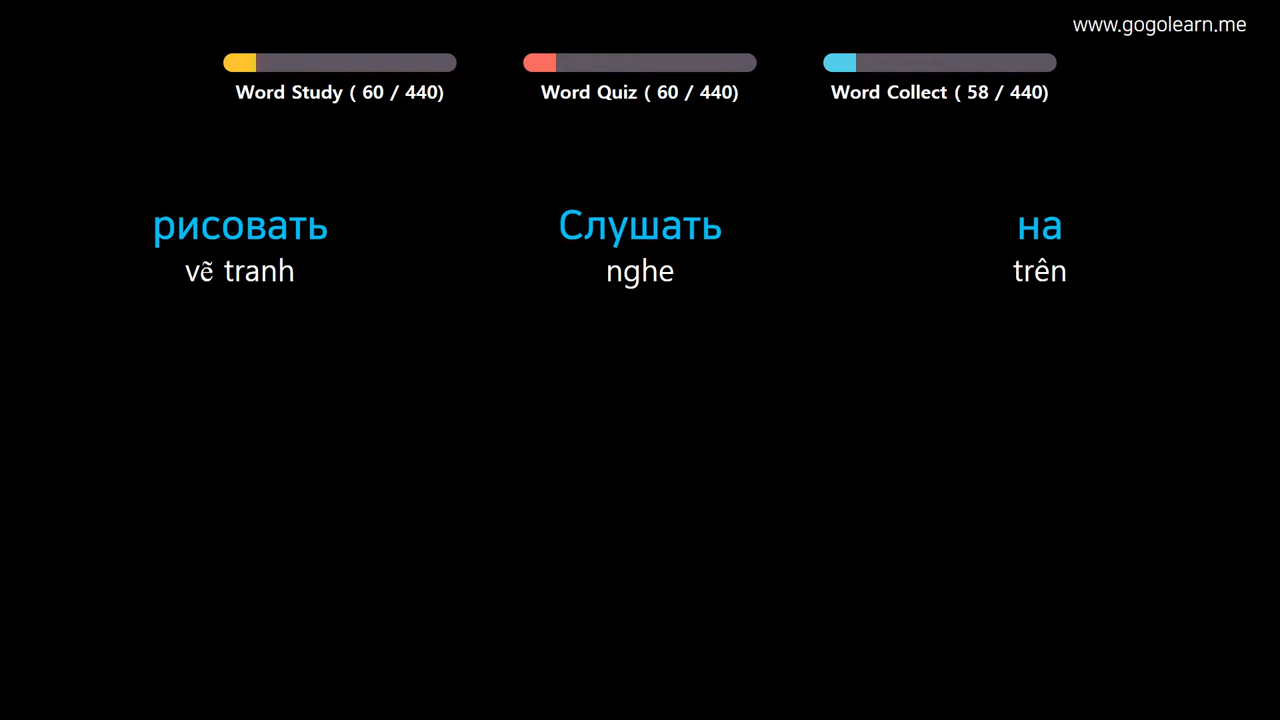 www.gogolearn.me
Word Study ( 60 / 440)
Word Quiz ( 60 / 440)
Word Collect ( 58 / 440)
рисовать
vẽ tranh
Слушать
nghe
на
trên